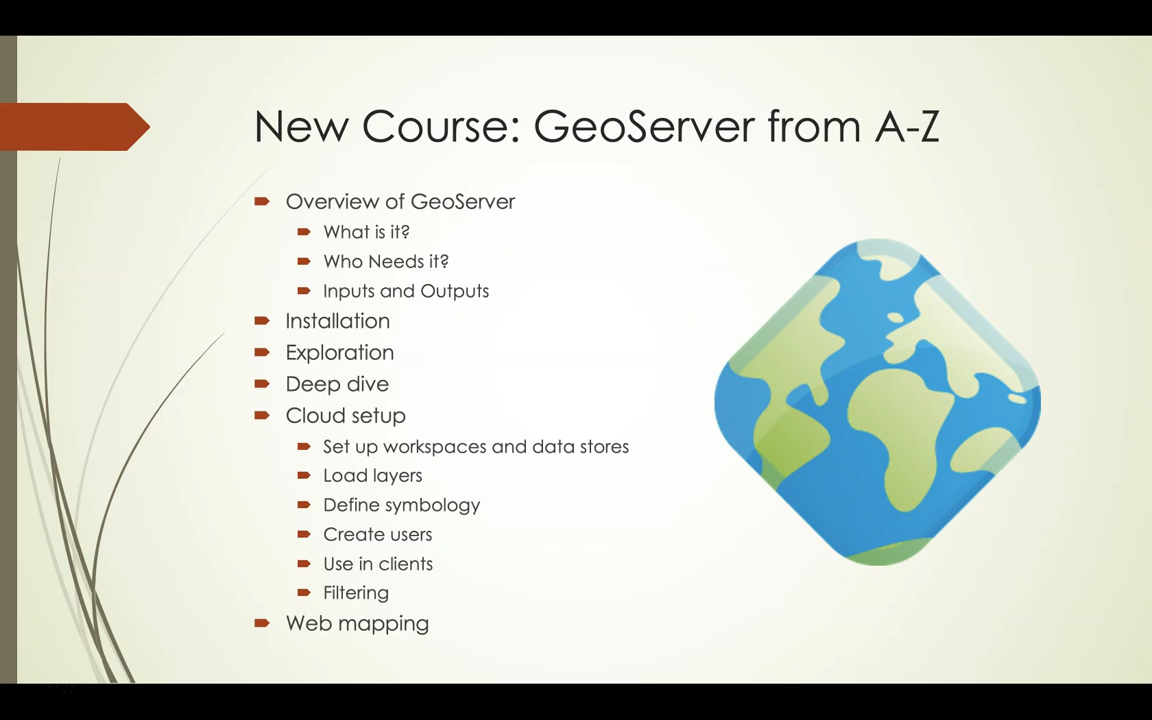 New Course: GeoServer from A-Z
Overview of GeoServer
What is it?
Who Needs it?
Inputs and Outputs
Installation
Exploration
Deep dive
Cloud setup
Set up workspaces and data stores
Load layers
Define symbology
Create users
Use in clients
Filtering
Web mapping